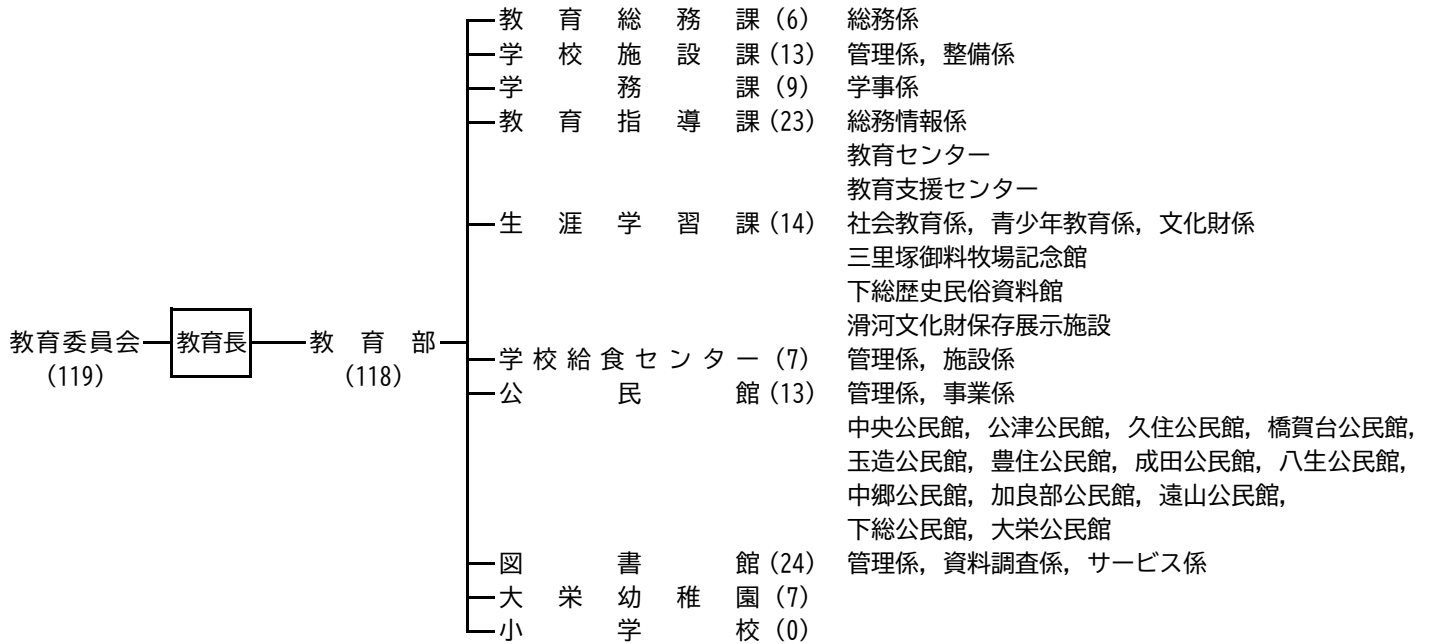 教育総務課(6) 総務係
学校施設課(13) 管理係，整備係
学務課(9) 学事係
教育指導課(23) 総務情報係
教育センター
教育支援センター
生涯学習課(14) 社会教育係，青少年教育係，文化財係
三里塚御料牧場記念館
下総歴史民俗資料館
滑河文化財保存展示施設
教育委員会 教育長 教育部
(119) (118)
学校給食センター(7) 管理係，施設係
公民館(13) 管理係，事業係
中央公民館，公津公民館，久住公民館，橋賀台公民館，
玉造公民館，豊住公民館，成田公民館，八生公民館，
中郷公民館，加良部公民館，遠山公民館，
下総公民館，大栄公民館
図書館(24) 管理係，資料調査係，サービス係
大栄幼稚園(7)
小学校(0)